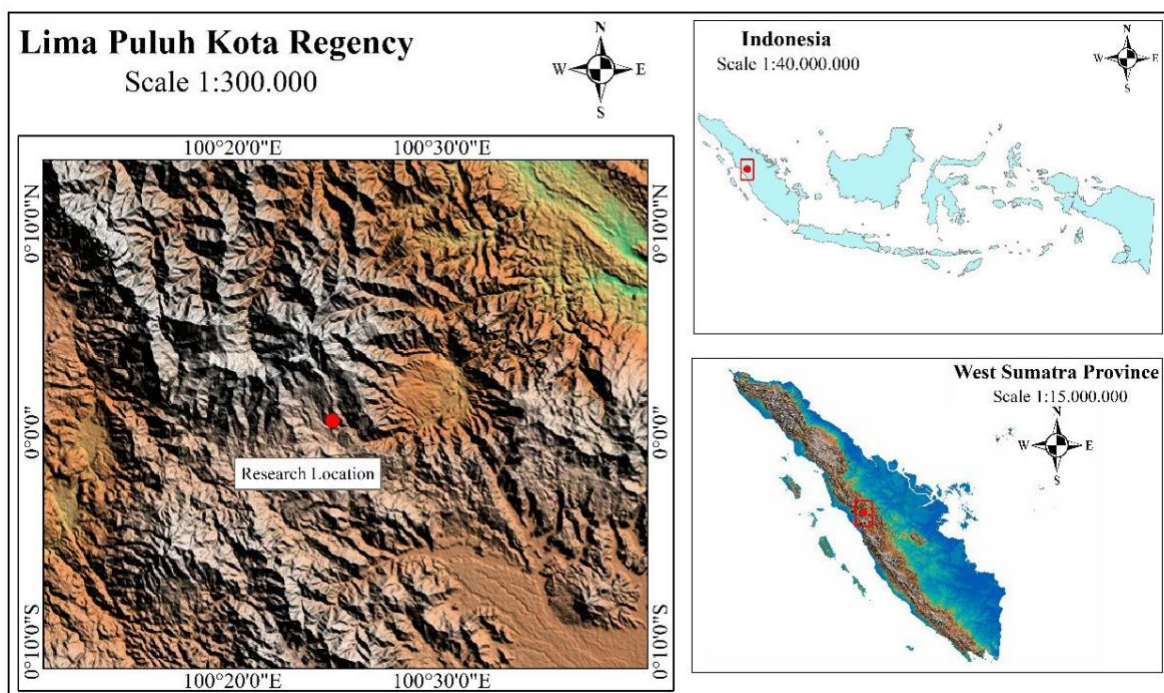 Lima Puluh Kota Regency
Scale 1:300.000
N
W E
S
100°20'0"E 100°30'0"E
0°10'0"N
0°10'0"N
0°0'0"
0°0'0"
Research Location
0°10'0"S
0°10'0"S
100°20'0"E 100°30'0"E
Indonesia
Scale 1:40.000.000
N
W E
S
West Sumatra Province
Scale 1:15.000.000
N
W E
S